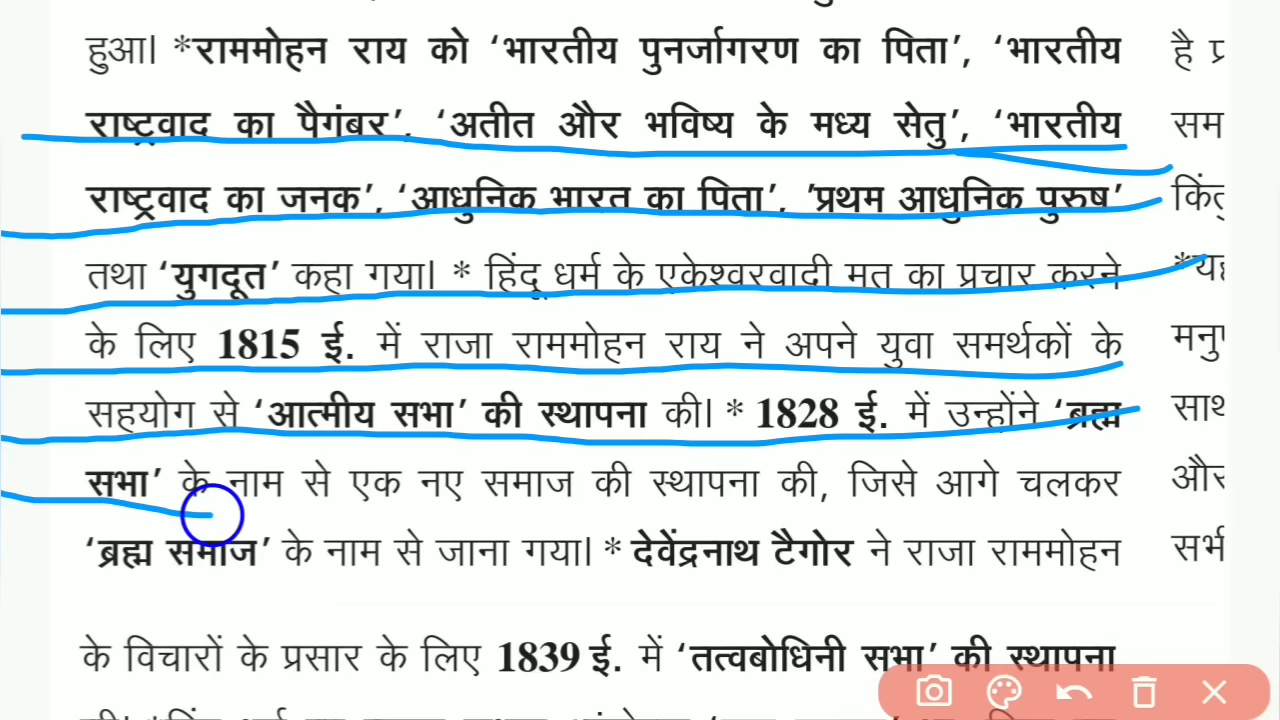 हुआ। *राममोहन राय को ‘भारतीय पुनर्जागरण का पिता’, ‘भारतीय
राष्ट्रवाद का पैगंबर’, ‘अतीत और भविष्य के मध्य सेतु’, ‘भारतीय
राष्ट्रवाद का जनक’, ‘आधुनिक भारत का पिता’, ’प्रथम आधुनिक पुरुष’
तथा ‘युगदूत’ कहा गया। * हिंदू धर्म के एकेश्वरवादी मत का प्रचार करने
के लिए 1815 ई. में राजा राममोहन राय ने अपने युवा समर्थकों के
सहयोग से ‘आत्मीय सभा’ की स्थापना की। * 1828 ई. में उन्होंने ‘ब्रह्म
सभा’ के नाम से एक नए समाज की स्थापना की, जिसे आगे चलकर
‘ब्रह्म समाज’ के नाम से जाना गया। * देवेंद्रनाथ टैगोर ने राजा राममोहन
के विचारों के प्रसार के लिए 1839 ई. में ‘तत्वबोधिनी सभा’ की स्थापना
है
सम
और